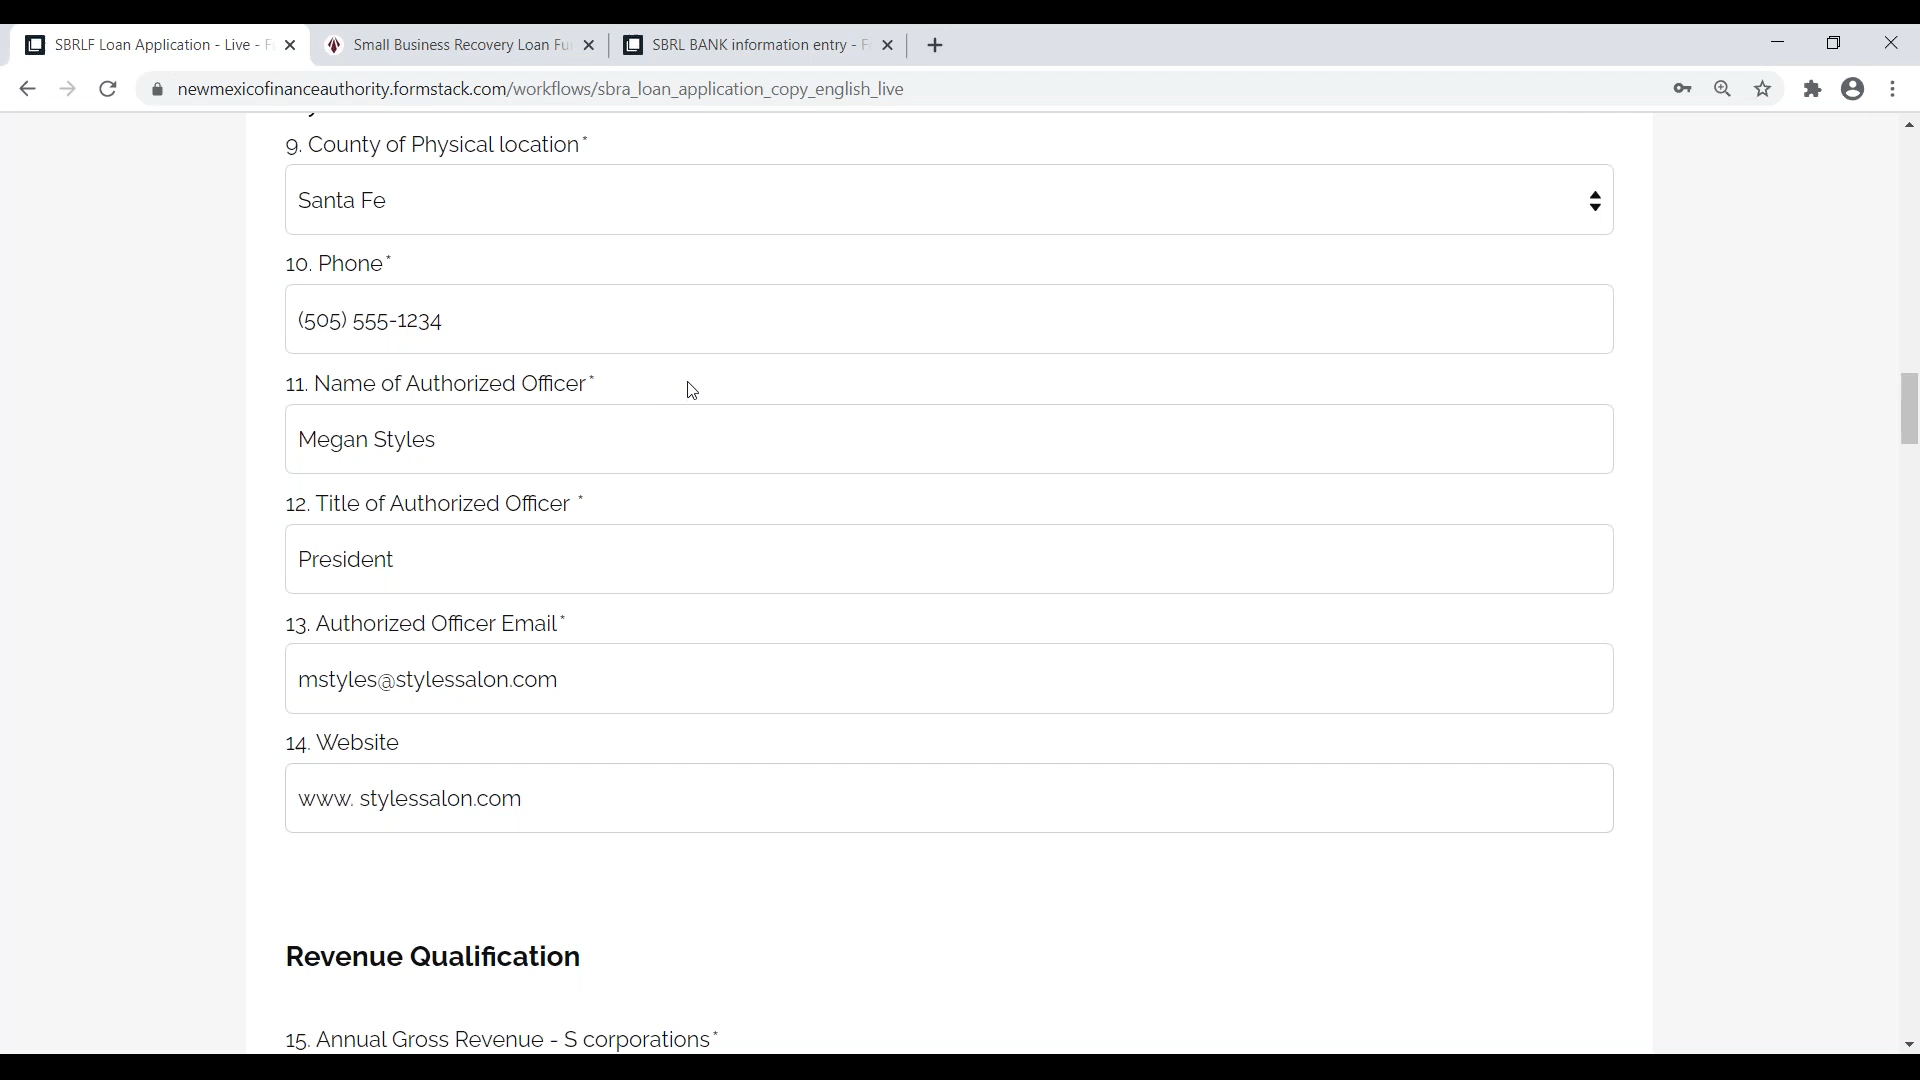 SBRLF Loan Application - Live - F
Small Business Recovery Loan Fu
SBRL BANK information entry - F
newmexicofinanceauthority.formstack.com/workflows/sbra_loan_application_copy_english_live
9. County of Physical location*
Santa Fe
10. Phone*
(505) 555-1234
11. Name of Authorized Officer*
Megan Styles
12. Title of Authorized Officer *
President
13. Authorized Officer Email*
mstyles@stylessalon.com
14. Website
www. stylessalon.com
Revenue Qualification
15. Annual Gross Revenue - S corporations*